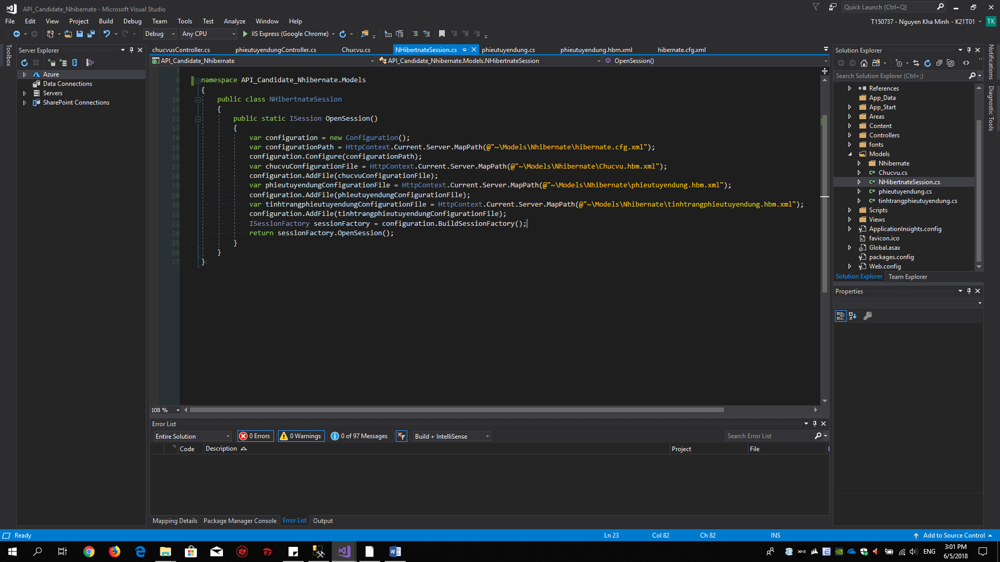 API_Candidate_Nhibernate - Microsoft Visual Studio
Quick Launch (Ctrl+Q)
File Edit View Project Build Debug Team Tools Test Analyze Window Help
T150737 - Nguyen Kha Minh - K21T01 TK
Debug Any CPU IIS Express (Google Chrome)
Toolbox
Server Explorer
Azure
Data Connections
Servers
SharePoint Connections
chucvusController.cs phieutuyendungController.cs Chucvu.cs NHibertnateSession.cs phieutuyendung.cs phieutuyendung.hbm.xml hibernate.cfg.xml
API_Candidate_Nhibernate API_Candidate_Nhibernate.Models.NHibertnateSession OpenSession()
7
8 namespace API_Candidate_Nhibernate.Models
9 {
10 public class NHibertnateSession
11 {
12 public static ISession OpenSession()
13 {
14 var configuration = new Configuration();
15 var configurationPath = HttpContext.Current.Server.MapPath(@"~\Models\Nhibernate\hibernate.cfg.xml");
16 configuration.Configure(configurationPath);
17 var chucvuConfigurationFile = HttpContext.Current.Server.MapPath(@"~\Models\Nhibernate\Chucvu.hbm.xml");
18 configuration.AddFile(chucvuConfigurationFile);
19 var phieutuyendungConfigurationFile = HttpContext.Current.Server.MapPath(@"~\Models\Nhibernate\phieutuyendung.hbm.xml");
20 configuration.AddFile(phieutuyendungConfigurationFile);
21 var tinhtrangphieutuyendungConfigurationFile = HttpContext.Current.Server.MapPath(@"~\Models\Nhibernate\tinhtrangphieutuyendung.hbm.xml");
22 configuration.AddFile(tinhtrangphieutuyendungConfigurationFile);
23 ISessionFactory sessionFactory = configuration.BuildSessionFactory();
24 return sessionFactory.OpenSession();
25 }
26 }
27 }
108 %
Solution Explorer
Search Solution Explorer (Ctrl+;)
References
App_Data
App_Start
Areas
Content
Controllers
fonts
Models
Nhibernate
C# Chucvu.cs
C# NHibertnateSession.cs
C# phieutuyendung.cs
C# tinhtrangphieutuyendung.cs
Scripts
Views
ApplicationInsights.config
favicon.ico
Global.asax
packages.config
Web.config
Solution Explorer Team Explorer
Properties
Notifications
Diagnostic Tools
Error List
Entire Solution 0 Errors 0 Warnings 0 of 97 Messages Build + IntelliSense Search Error List
Code Description Project File
Mapping Details Package Manager Console Error List Output
Ready Ln 23 Col 82 Ch 82 INS Add to Source Control
ENG
3:01 PM
6/5/2018